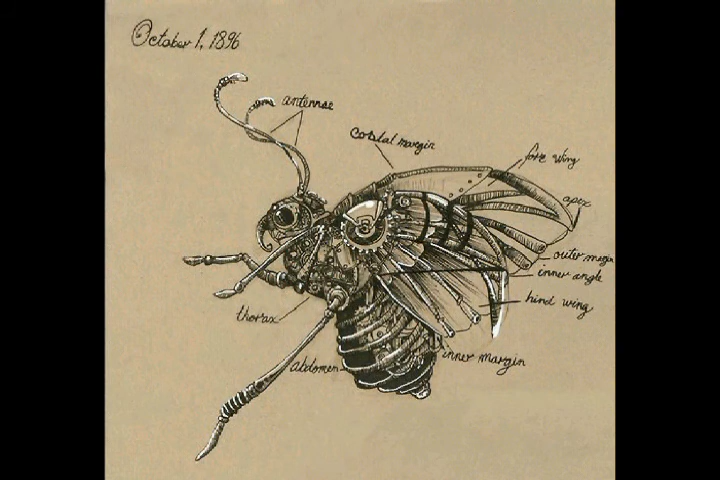 October 1, 1896
antennae
Costal margin
fore wing
apex
outer margin
inner angle
hind wing
thorax
inner margin
Abdomen